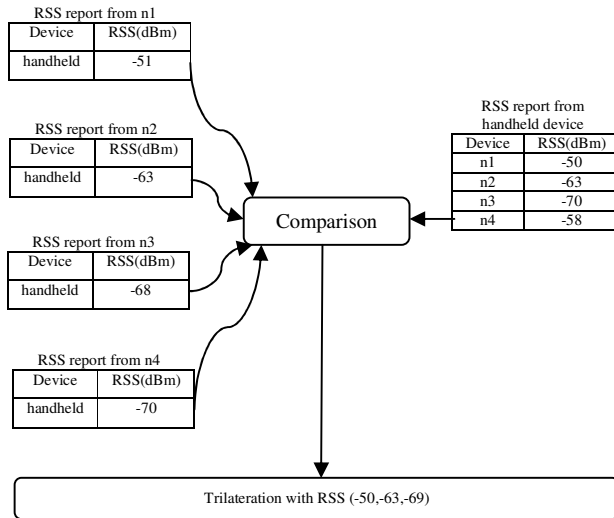 RSS report from n1
Device RSS(dBm)
handheld -51
RSS report from n2
Device RSS(dBm)
handheld -63
RSS report from n3
Device RSS(dBm)
handheld -68
RSS report from n4
Device RSS(dBm)
handheld -70
Comparison
RSS report from
handheld device
Device RSS(dBm)
n1 -50
n2 -63
n3 -70
n4 -58
Trilateration with RSS (-50,-63,-69)